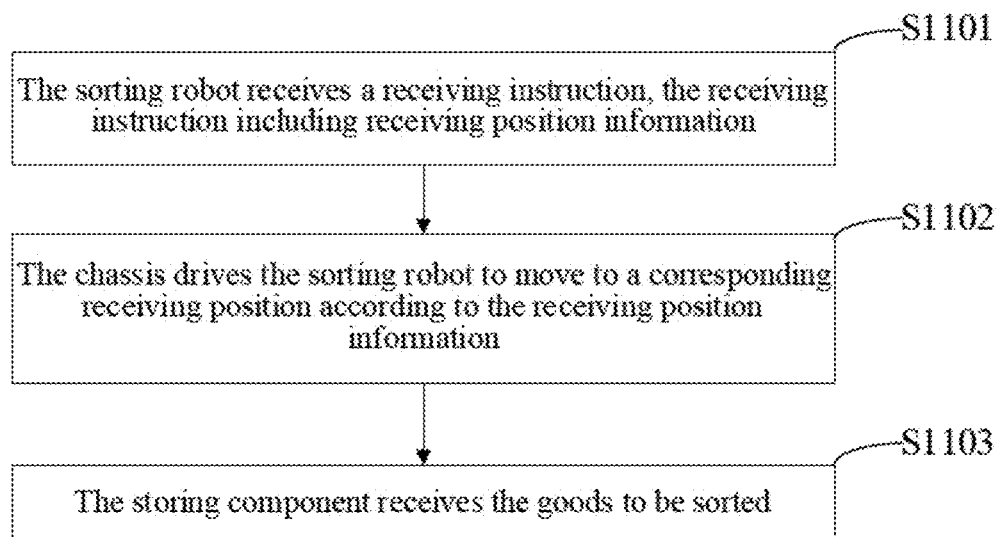 S1101
The sorting robot receives a receiving instruction, the receiving
instruction including receiving position information
S1102
The chassis drives the sorting robot to move to a corresponding
receiving position according to the receiving position
information
S1103
The storing component receives the goods to be sorted